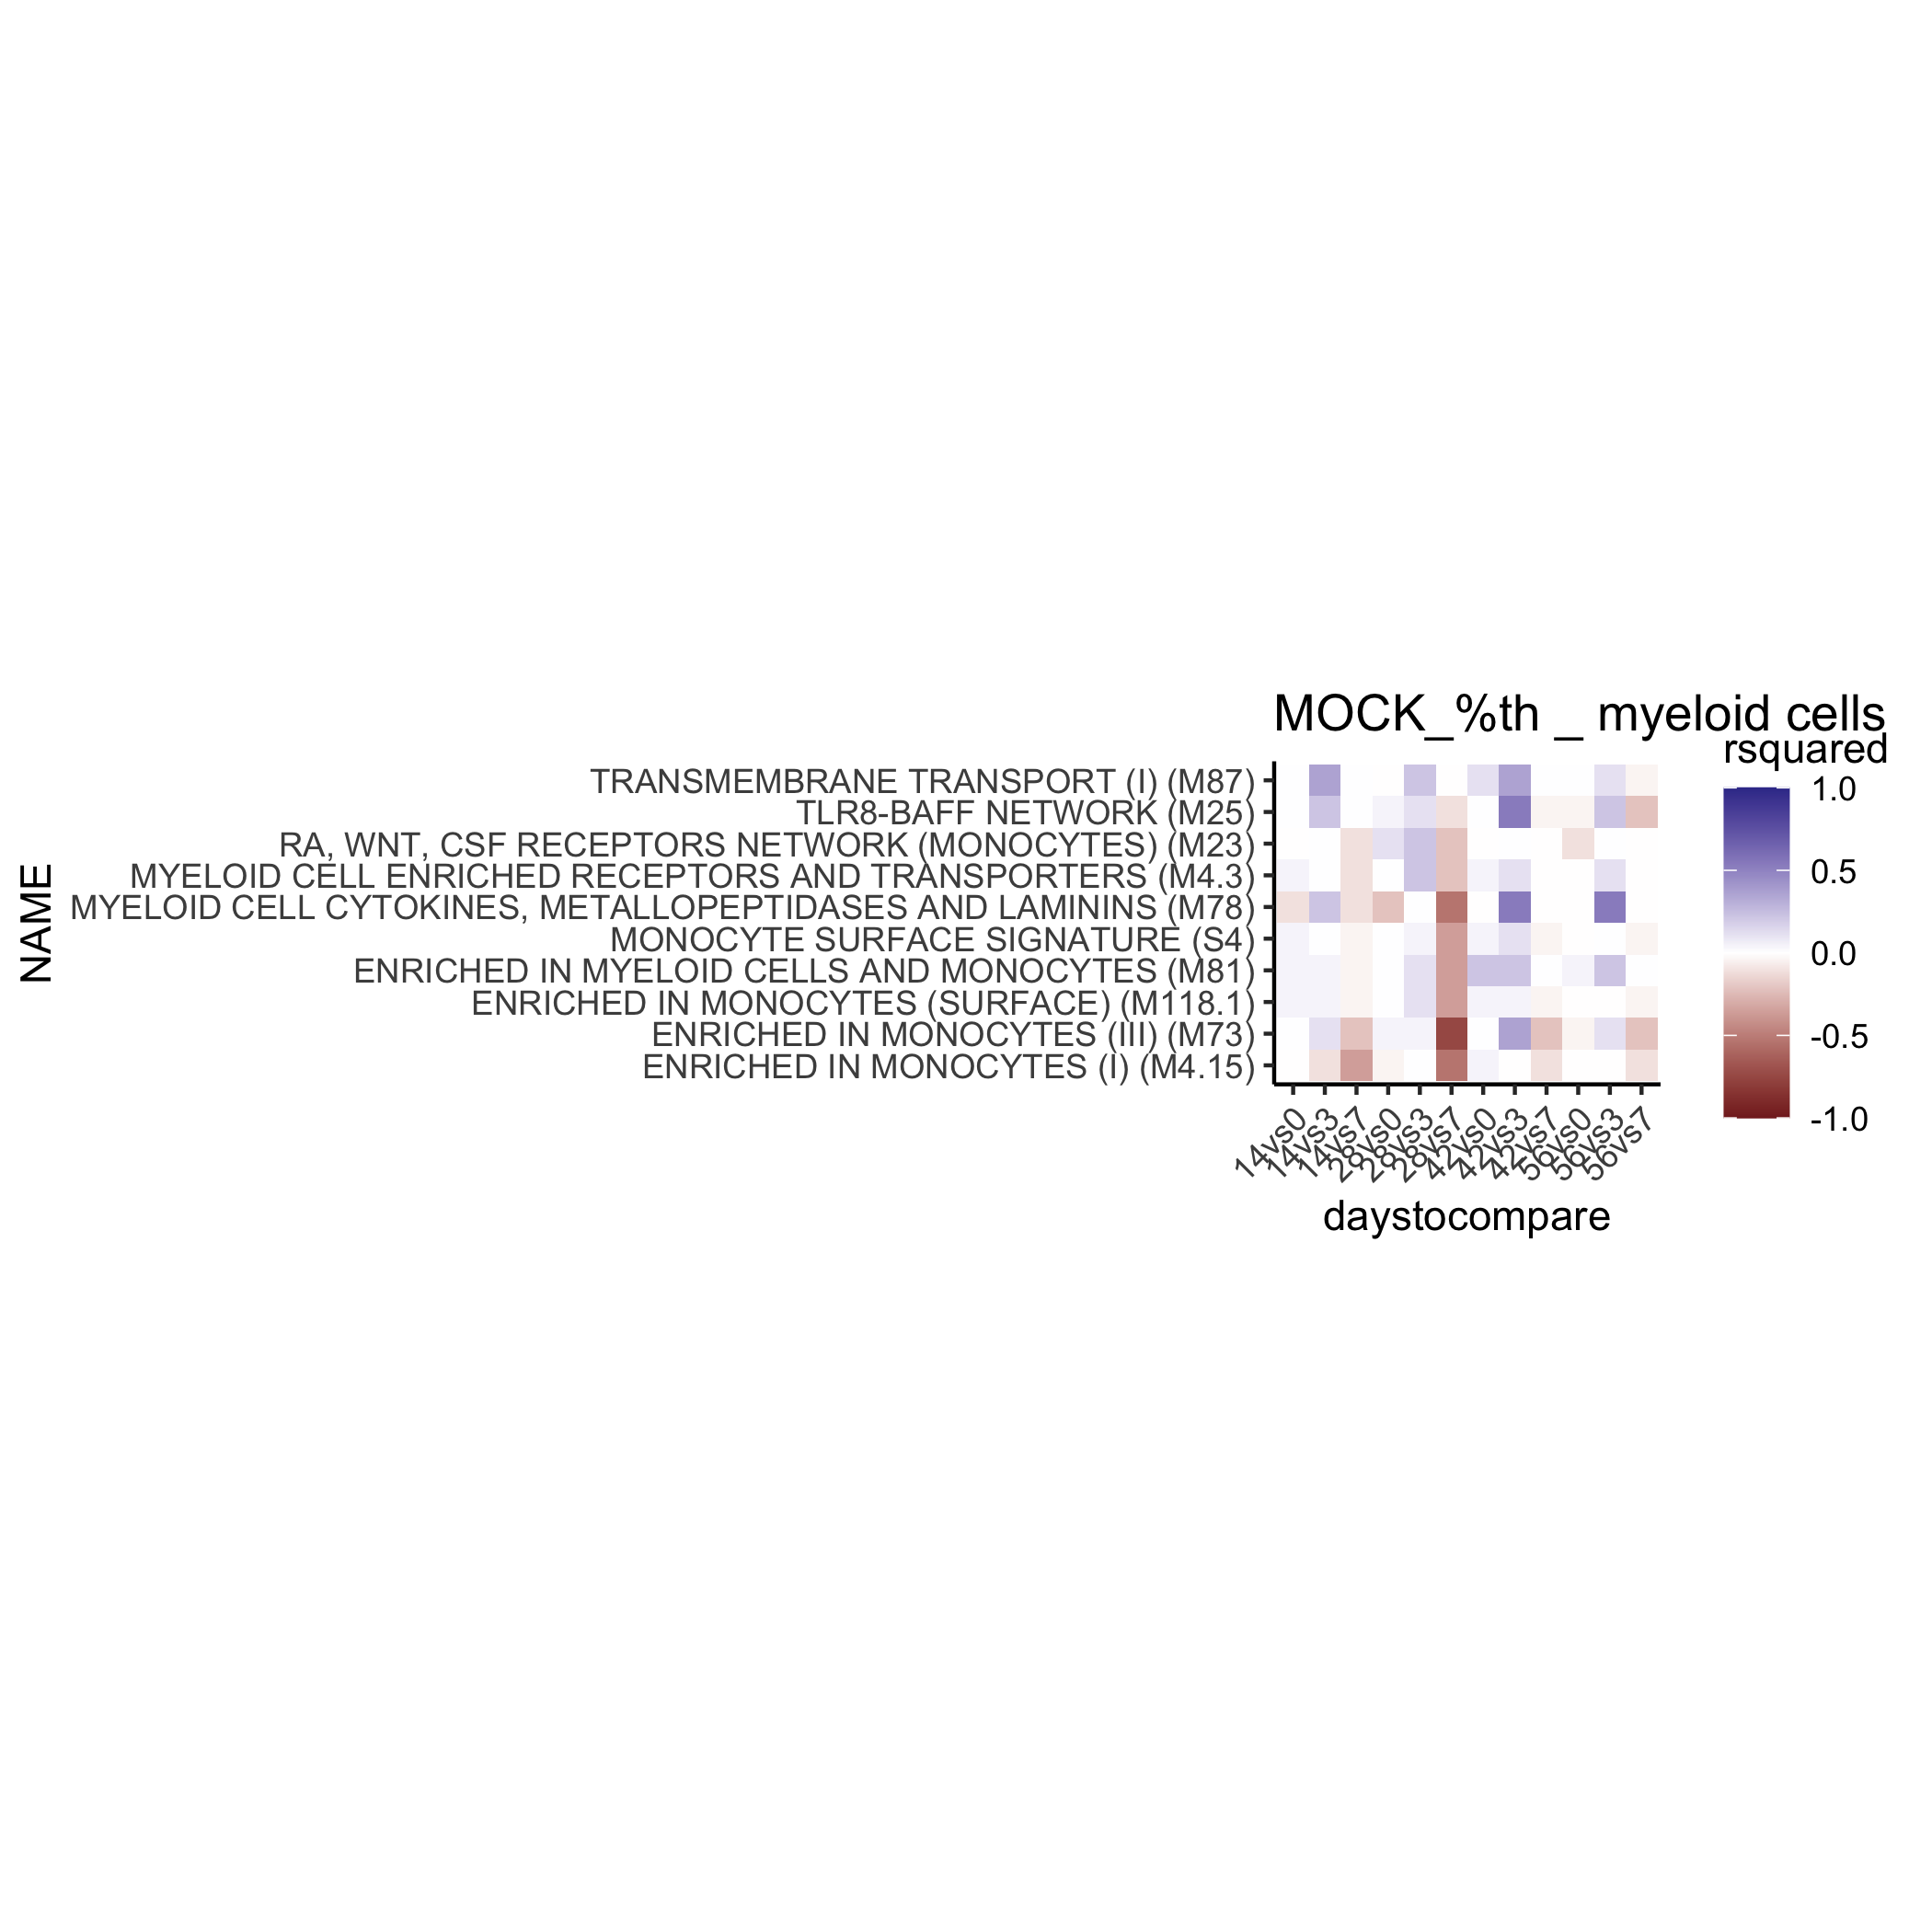 MOCK_%th _ myeloid cells
rsquared
1.0
0.5
0.0
-0.5
-1.0
NAME
TRANSMEMBRANE TRANSPORT (I) (M87)
TLR8-BAFF NETWORK (M25)
RA, WNT, CSF RECEPTORS NETWORK (MONOCYTES) (M23)
MYELOID CELL ENRICHED RECEPTORS AND TRANSPORTERS (M4.3)
MYELOID CELL CYTOKINES, METALLOPEPTIDASES AND LAMININS (M78)
MONOCYTE SURFACE SIGNATURE (S4)
ENRICHED IN MYELOID CELLS AND MONOCYTES (M81)
ENRICHED IN MONOCYTES (SURFACE) (M118.1)
ENRICHED IN MONOCYTES (III) (M73)
ENRICHED IN MONOCYTES (I) (M4.15)
14vs0
14vs3
14vs7
28vs0
28vs3
28vs7
42vs0
42vs3
42vs7
56vs0
56vs3
56vs7
daystocompare